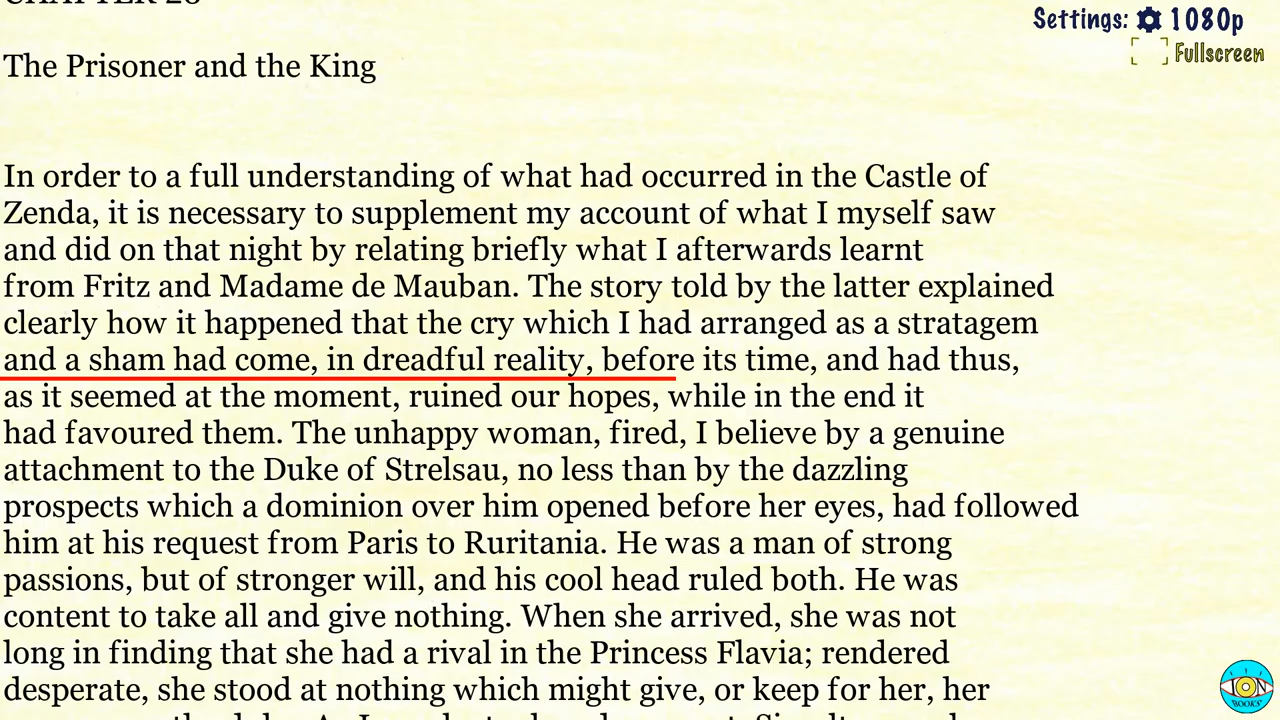 CHAPTER 20
Settings: 1080p
Fullscreen
The Prisoner and the King
In order to a full understanding of what had occurred in the Castle of
Zenda, it is necessary to supplement my account of what I myself saw
and did on that night by relating briefly what I afterwards learnt
from Fritz and Madame de Mauban. The story told by the latter explained
clearly how it happened that the cry which I had arranged as a stratagem
and a sham had come, in dreadful reality, before its time, and had thus,
as it seemed at the moment, ruined our hopes, while in the end it
had favoured them. The unhappy woman, fired, I believe by a genuine
attachment to the Duke of Strelsau, no less than by the dazzling
prospects which a dominion over him opened before her eyes, had followed
him at his request from Paris to Ruritania. He was a man of strong
passions, but of stronger will, and his cool head ruled both. He was
content to take all and give nothing. When she arrived, she was not
long in finding that she had a rival in the Princess Flavia; rendered
desperate, she stood at nothing which might give, or keep for her, her
ION
BOOKS